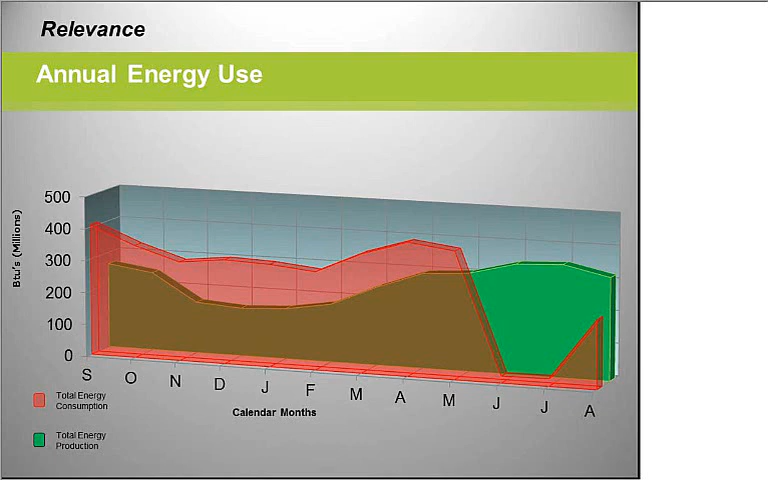 Relevance
Annual Energy Use
500
400
300
200
100
0
Btu's (Millions)
S O N D J F M A M J J A
Calendar Months
Total Energy
Consumption
Total Energy
Production